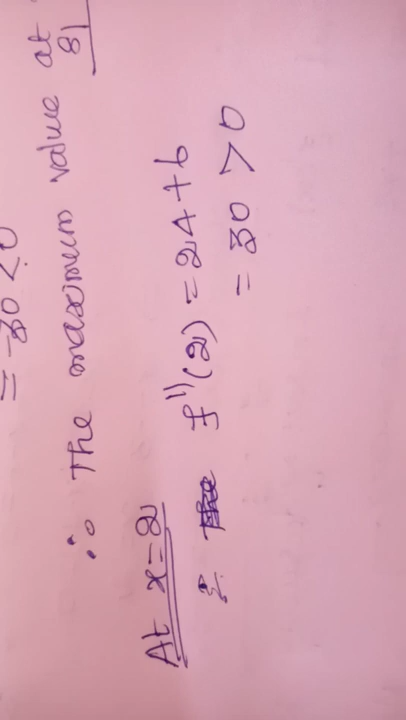 = -30 < 0
∴ The maximum value at
81
At x=2
f''(2) = 24 + 6
= 30 > 0